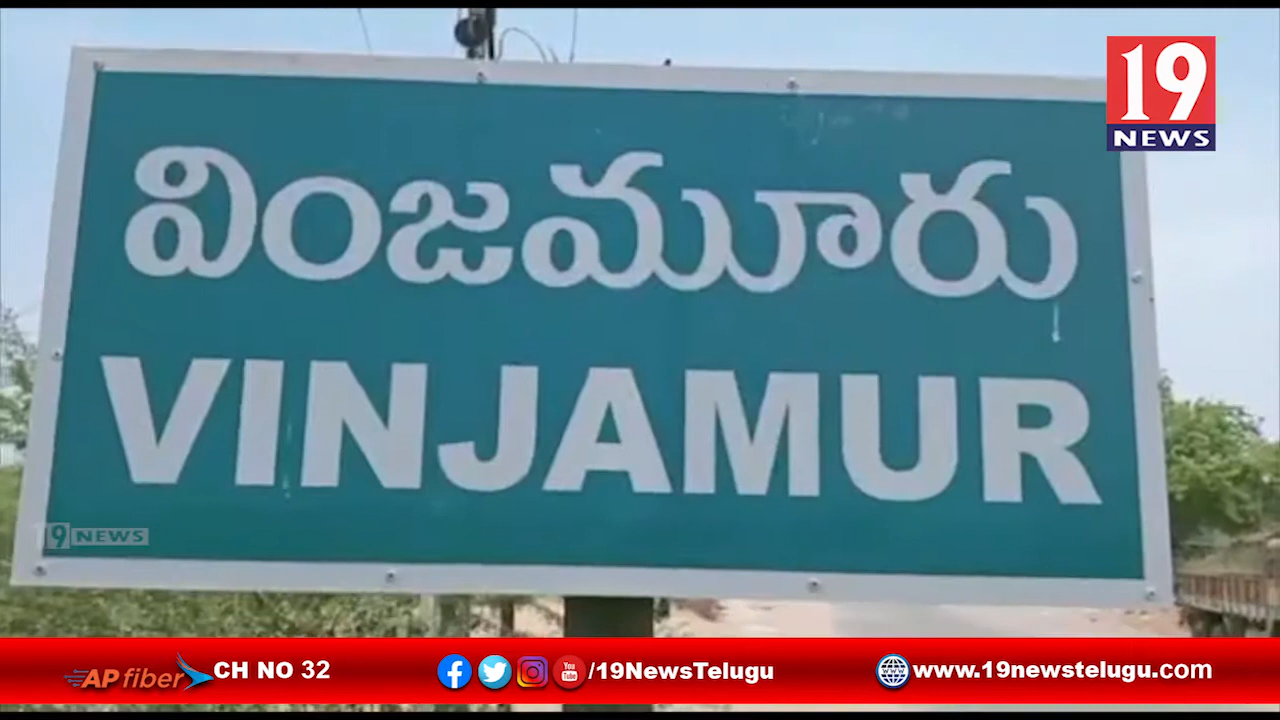 19
NEWS
వింజమూరు
VINJAMUR
19 NEWS
AP fiber CH NO 32
/19NewsTelugu
www.19newstelugu.com